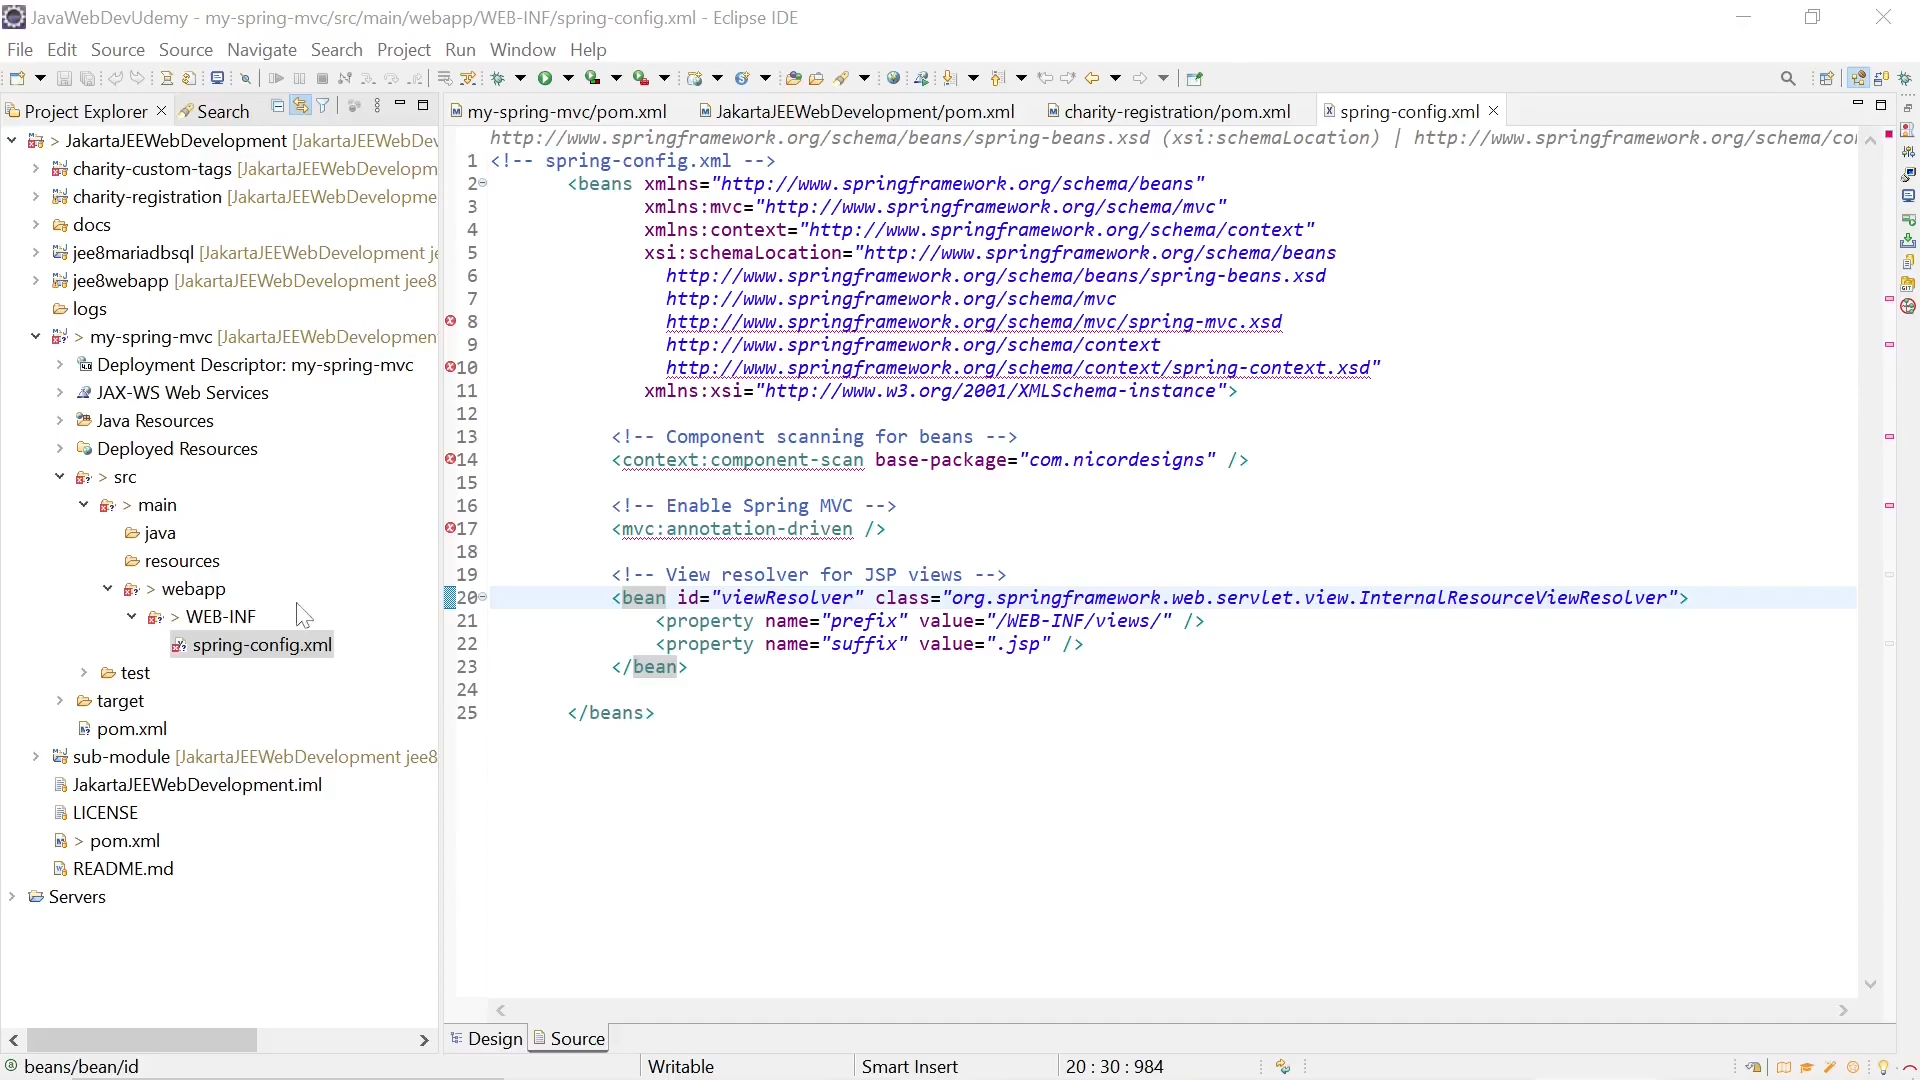 JavaWebDevUdemy - my-spring-mvc/src/main/webapp/WEB-INF/spring-config.xml - Eclipse IDE
File Edit Source Source Navigate Search Project Run Window Help
Project Explorer Search
my-spring-mvc/pom.xml JakartaJEEWebDevelopment/pom.xml charity-registration/pom.xml spring-config.xml
> JakartaJEEWebDevelopment [JakartaJEEWebDev
charity-custom-tags [JakartaJEEWebDevelopm
charity-registration [JakartaJEEWebDevelopme
docs
jee8mariadbsql [JakartaJEEWebDevelopment je
jee8webapp [JakartaJEEWebDevelopment jee8
logs
> my-spring-mvc [JakartaJEEWebDevelopment
Deployment Descriptor: my-spring-mvc
JAX-WS Web Services
Java Resources
Deployed Resources
> src
> main
java
resources
> webapp
> WEB-INF
spring-config.xml
test
target
pom.xml
sub-module [JakartaJEEWebDevelopment jee8
JakartaJEEWebDevelopment.iml
LICENSE
> pom.xml
README.md
Servers
http://www.springframework.org/schema/beans/spring-beans.xsd (xsi:schemaLocation) | http://www.springframework.org/schema/co
1 <!-- spring-config.xml -->
2 <beans xmlns="http://www.springframework.org/schema/beans"
3 xmlns:mvc="http://www.springframework.org/schema/mvc"
4 xmlns:context="http://www.springframework.org/schema/context"
5 xsi:schemaLocation="http://www.springframework.org/schema/beans
6 http://www.springframework.org/schema/beans/spring-beans.xsd
7 http://www.springframework.org/schema/mvc
8 http://www.springframework.org/schema/mvc/spring-mvc.xsd
9 http://www.springframework.org/schema/context
10 http://www.springframework.org/schema/context/spring-context.xsd"
11 xmlns:xsi="http://www.w3.org/2001/XMLSchema-instance">
12
13 <!-- Component scanning for beans -->
14 <context:component-scan base-package="com.nicordesigns" />
15
16 <!-- Enable Spring MVC -->
17 <mvc:annotation-driven />
18
19 <!-- View resolver for JSP views -->
20 <bean id="viewResolver" class="org.springframework.web.servlet.view.InternalResourceViewResolver">
21 <property name="prefix" value="/WEB-INF/views/" />
22 <property name="suffix" value=".jsp" />
23 </bean>
24
25 </beans>
Design Source
beans/bean/id Writable Smart Insert 20 : 30 : 984